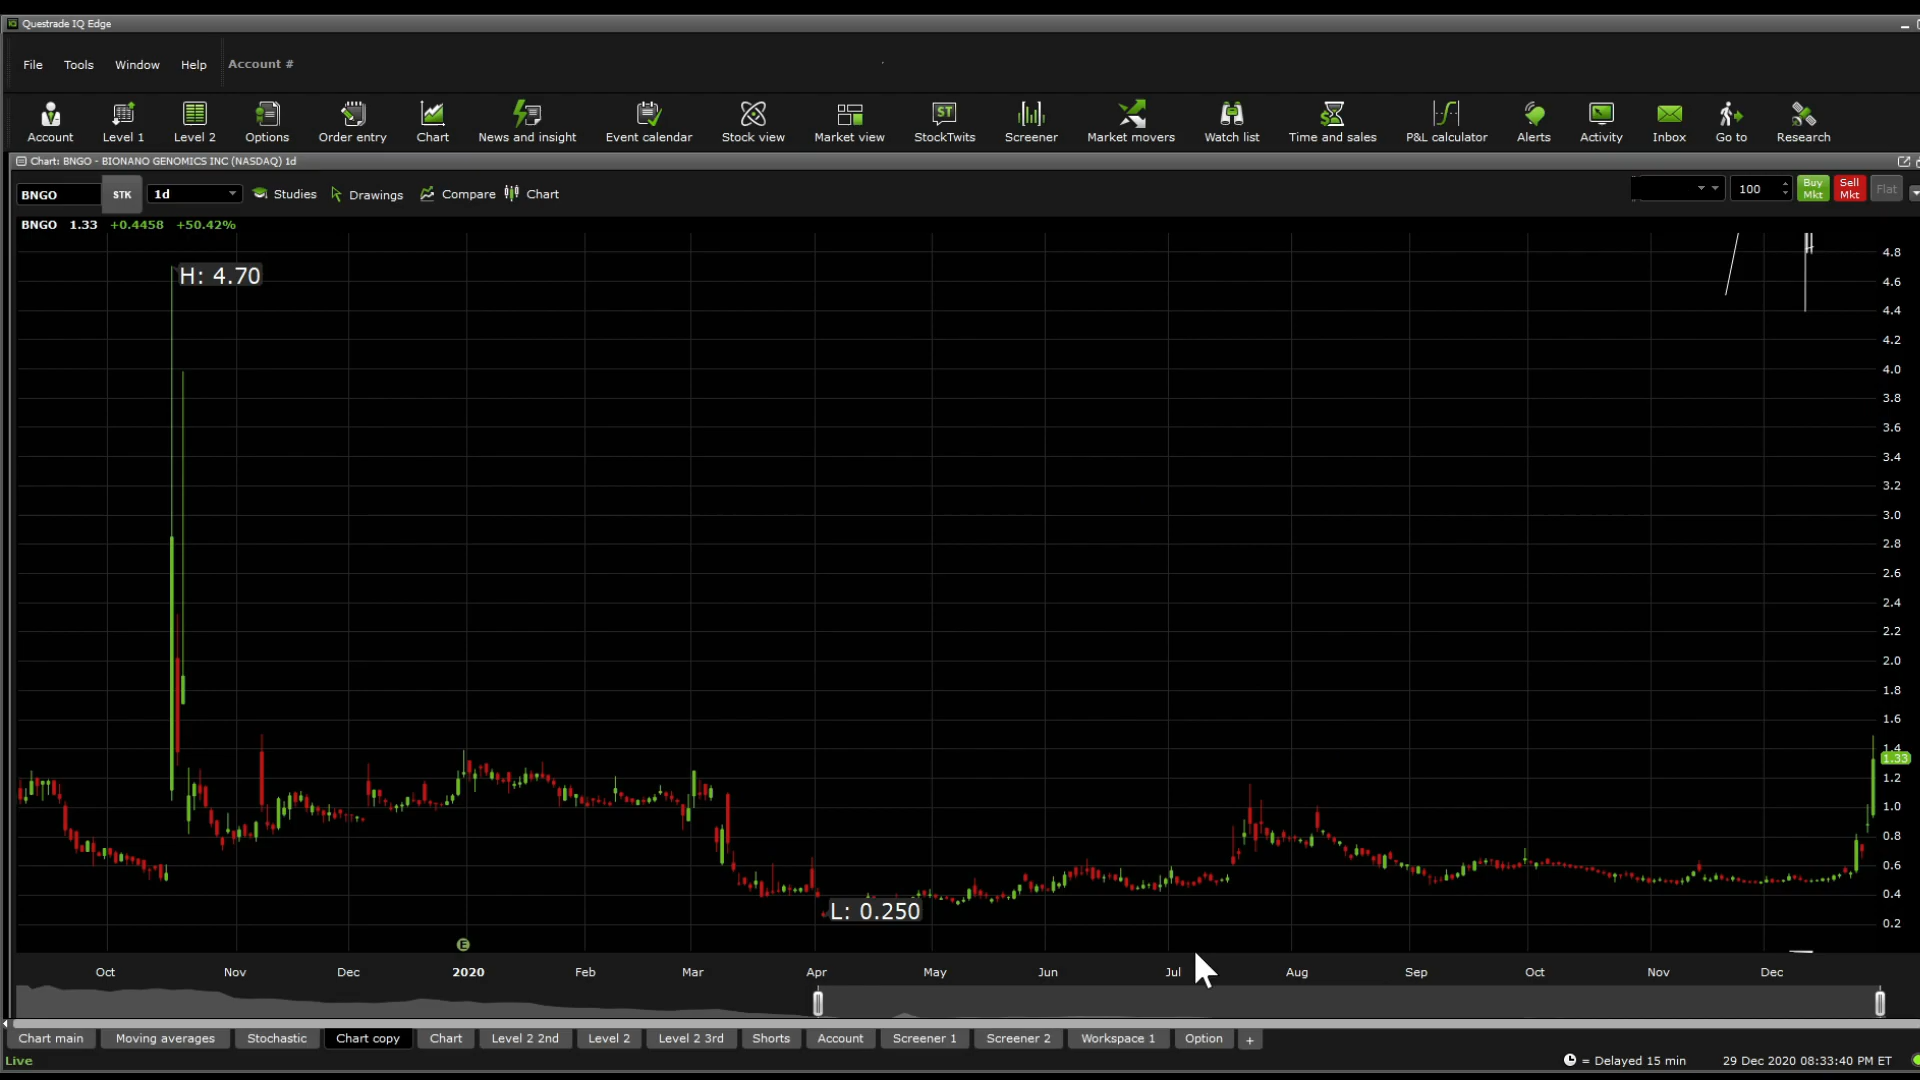 Questrade IQ Edge
File Tools Window Help Account #
Account Level 1 Level 2 Options Order entry Chart News and insight Event calendar Stock view Market view StockTwits Screener Market movers Watch list Time and sales P&L calculator Alerts Activity Inbox Go to Research
Chart: BNGO - BIONANO GENOMICS INC (NASDAQ) 1d
BNGO STK 1d Studies Drawings Compare Chart 100 Buy Mkt Sell Mkt Flat
BNGO 1.33 +0.4458 +50.42%
4.8
H: 4.70
4.6
4.4
4.2
4.0
3.8
3.6
3.4
3.2
3.0
2.8
2.6
2.4
2.2
2.0
1.8
1.6
1.4
1.33
1.2
1.0
0.8
0.6
0.4
L: 0.250
0.2
E
Oct Nov Dec 2020 Feb Mar Apr May Jun Jul Aug Sep Oct Nov Dec
Chart main Moving averages Stochastic Chart copy Chart Level 2 2nd Level 2 Level 2 3rd Shorts Account Screener 1 Screener 2 Workspace 1 Option +
Live = Delayed 15 min 29 Dec 2020 08:33:40 PM ET